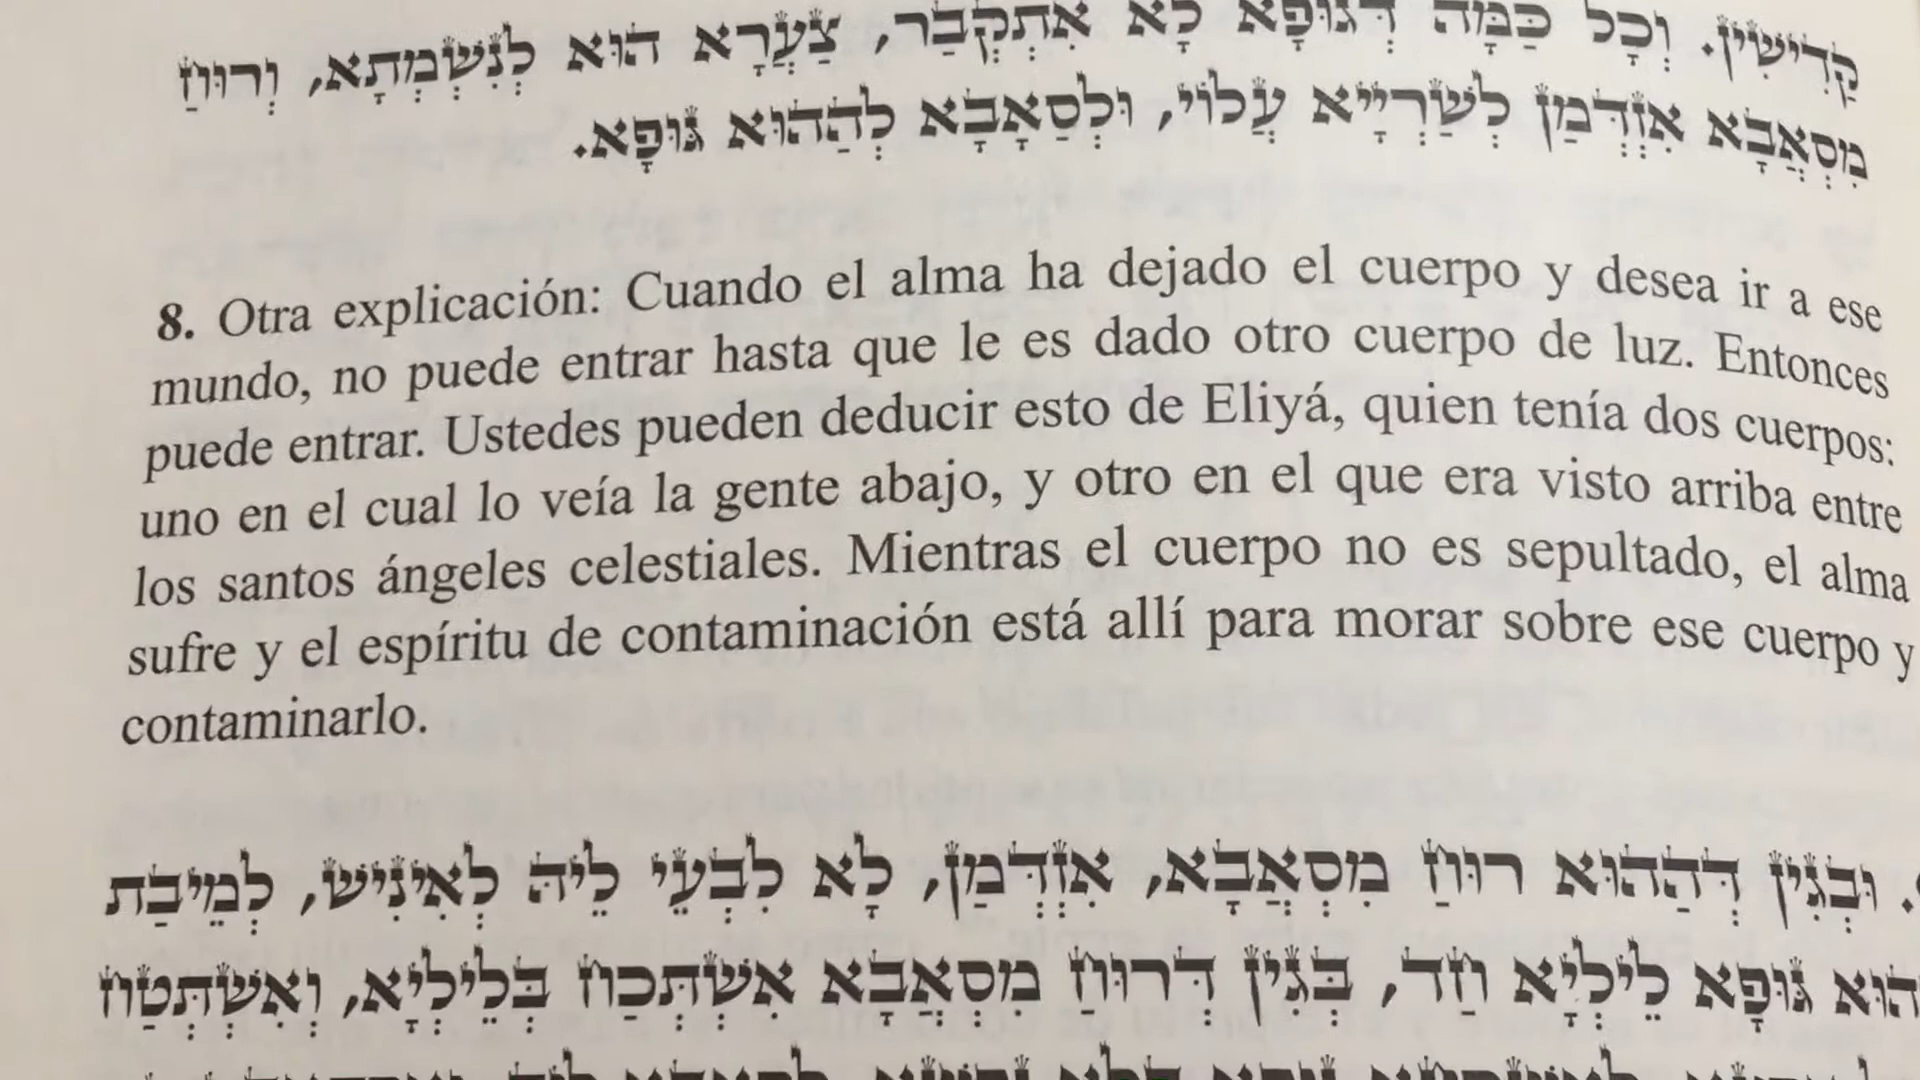 קַדִישִׁין. וְכָל כַּמָּה דְּגוּפָא לָא אִתְקְבַר, צַעֲרָא הוּא לְנִשְׁמְתָא, וְרוּחַ
מִסְאֲבָא אִזְדְּמַן לְשַׁרְיָיא עֲלוֹי, וּלְסַאֲבָא לְהַהוּא גּוּפָא.
8. Otra explicación: Cuando el alma ha dejado el cuerpo y desea ir a ese
mundo, no puede entrar hasta que le es dado otro cuerpo de luz. Entonces
puede entrar. Ustedes pueden deducir esto de Eliyá, quien tenía dos cuerpos:
uno en el cual lo veía la gente abajo, y otro en el que era visto arriba entre
los santos ángeles celestiales. Mientras el cuerpo no es sepultado, el alma
sufre y el espíritu de contaminación está allí para morar sobre ese cuerpo y
contaminarlo.
וּבְגִין דְּהַהוּא רוּחַ מִסְאֲבָא, אִזְדְּמַן, לָא לִבְעֵי לֵיהּ לְאִינִישׁ, לְמֵיבַת
גּוּפָא לֵילְיָא חַד, בְּגִין דְּרוּחַ מִסְאֲבָא אִשְׁתְּכַח בְּלֵילְיָא, וְאִשְׁתְּטַח